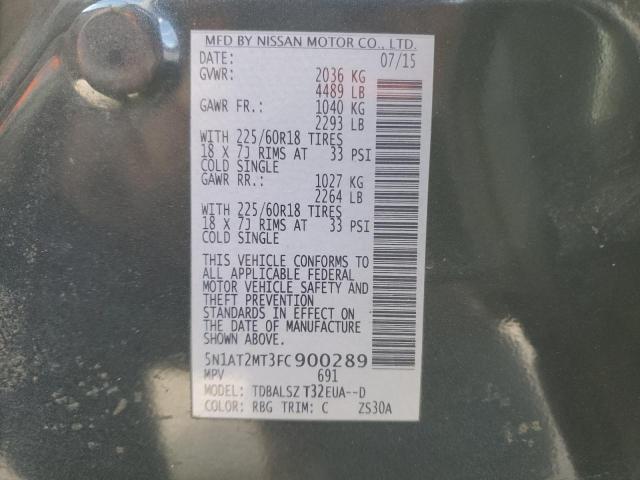 MFD BY NISSAN MOTOR CO., LTD.
DATE: 07/15
GVWR: 2036 KG
4489 LB
GAWR FR.: 1040 KG
2293 LB
WITH 225/60R18 TIRES
18 X 7J RIMS AT 33 PSI
COLD SINGLE
GAWR RR.: 1027 KG
2264 LB
WITH 225/60R18 TIRES
18 X 7J RIMS AT 33 PSI
COLD SINGLE
THIS VEHICLE CONFORMS TO
ALL APPLICABLE FEDERAL
MOTOR VEHICLE SAFETY AND
THEFT PREVENTION
STANDARDS IN EFFECT ON
THE DATE OF MANUFACTURE
SHOWN ABOVE.
5N1AT2MT3FC900289
MPV 691
MODEL: TDBALSZ T32EUA--D
COLOR: RBG TRIM: C ZS30A